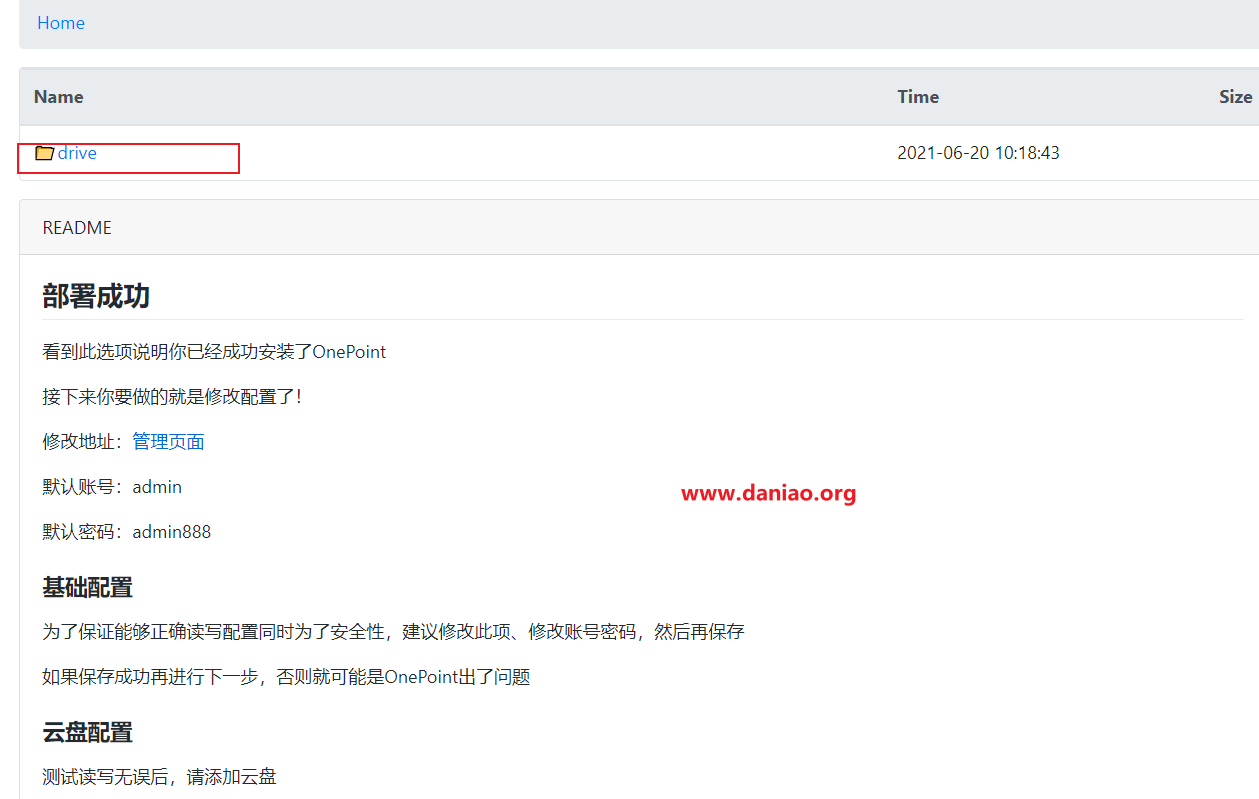 Home
Name Time Size
drive 2021-06-20 10:18:43
README
部署成功
看到此选项说明你已经成功安装了OnePoint
接下来你要做的就是修改配置了！
修改地址：管理页面
默认账号：admin
www.daniao.org
默认密码：admin888
基础配置
为了保证能够正确读写配置同时为了安全性，建议修改此项、修改账号密码，然后再保存
如果保存成功再进行下一步，否则就可能是OnePoint出了问题
云盘配置
测试读写无误后，请添加云盘